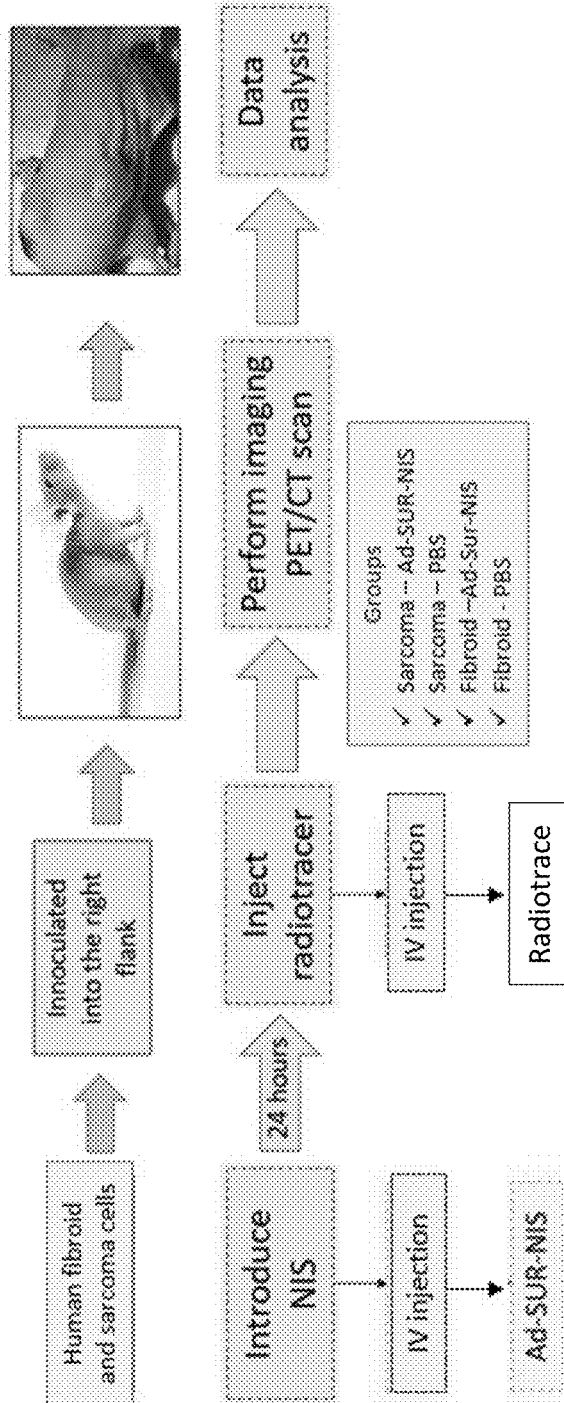 Human fibroid
and sarcoma cells
Innoculated
into the right
flank
Introduce
NIS
24 hours
Inject
radiotracer
Perform imaging
PET/CT scan
Data
analysis
IV injection
Ad-SUR-NIS
IV injection
Radiotrace
Groups
✓ Sarcoma – Ad-SUR-NIS
✓ Sarcoma – PBS
✓ Fibroid –Ad-Sur-NIS
✓ Fibroid - PBS